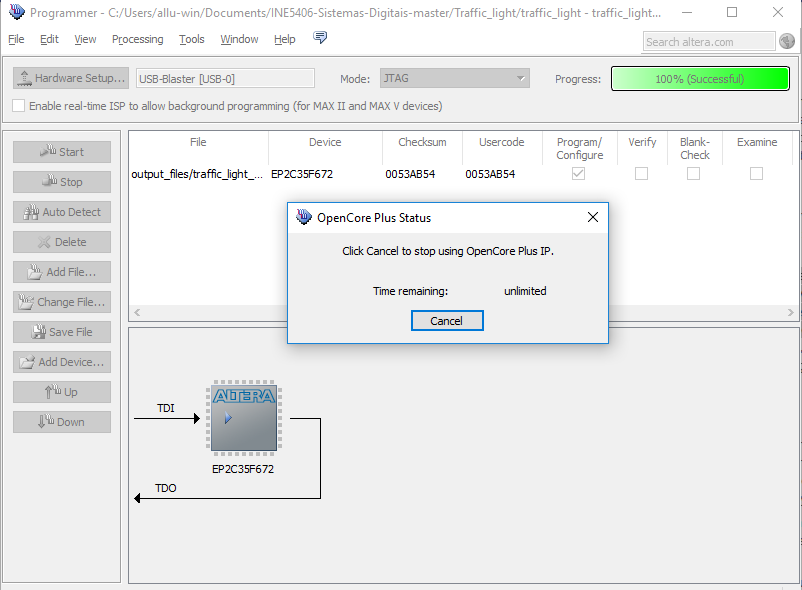 Programmer - C:/Users/allu-win/Documents/INE5406-Sistemas-Digitais-master/Traffic_light/traffic_light - traffic_light...
File Edit View Processing Tools Window Help
Search altera.com
Hardware Setup... USB-Blaster [USB-0] Mode: JTAG Progress: 100% (Successful)
Enable real-time ISP to allow background programming (for MAX II and MAX V devices)
Start
Stop
Auto Detect
Delete
Add File...
Change File...
Save File
Add Device...
Up
Down
File Device Checksum Usercode Program/ Verify Blank- Examine
Configure Check
output_files/traffic_light_... EP2C35F672 0053AB54 0053AB54
OpenCore Plus Status
Click Cancel to stop using OpenCore Plus IP.
Time remaining: unlimited
Cancel
TDI
ALTERA
EP2C35F672
TDO